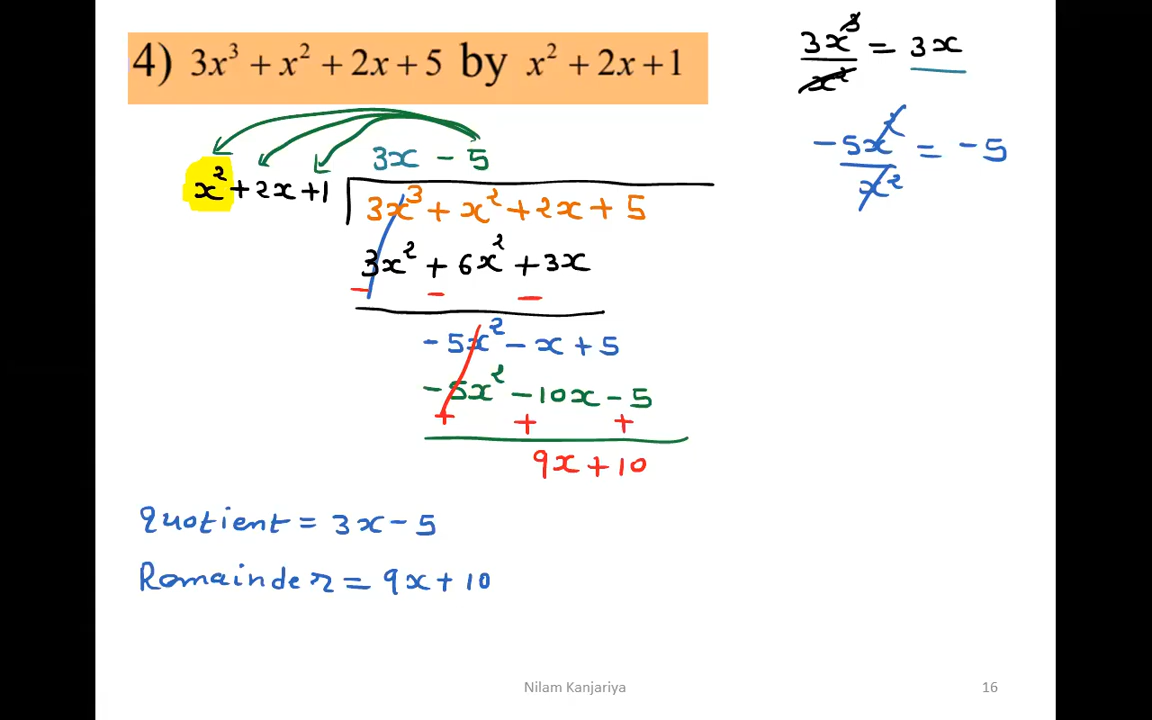 4) 3x³ + x² + 2x + 5 by x² + 2x + 1
3x³ / x² = 3x
-5x² / x² = -5
3x - 5
x² + 2x + 1
3x³ + x² + 2x + 5
3x² + 6x² + 3x
- - -
-5x² - x + 5
-5x² - 10x - 5
+ + +
9x + 10
Quotient = 3x - 5
Remainder = 9x + 10
Nilam Kanjariya
16